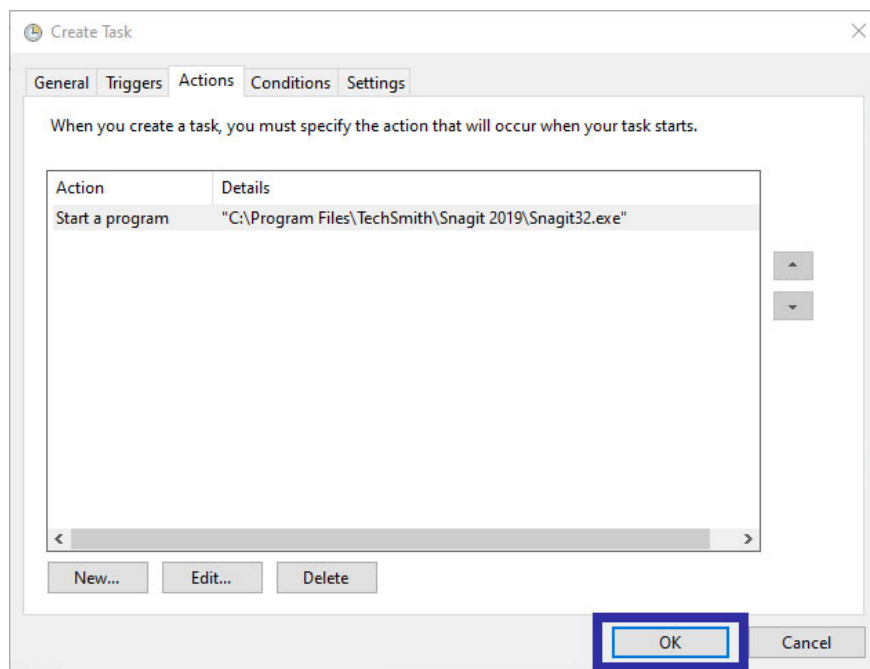 Create Task
General Triggers Actions Conditions Settings
When you create a task, you must specify the action that will occur when your task starts.
Action Details
Start a program "C:\Program Files\TechSmith\Snagit 2019\Snagit32.exe"
New... Edit... Delete
OK Cancel